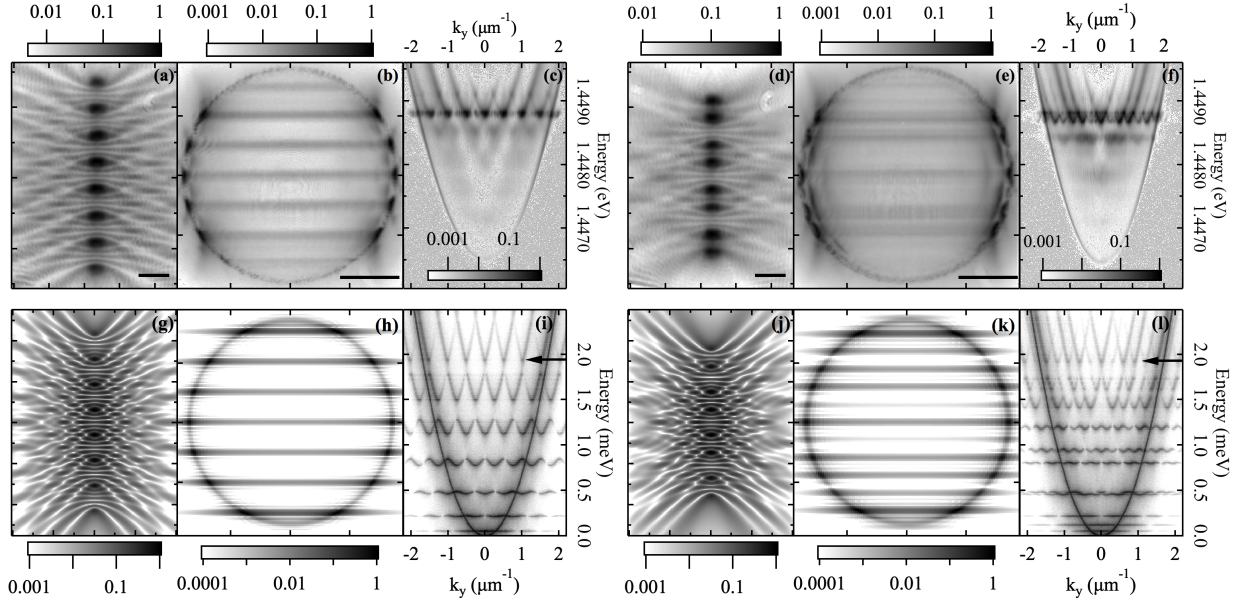 0.01 0.1 1 0.001 0.01 0.1 1 k_y (μm⁻¹) 0.01 0.1 1 0.001 0.01 0.1 1 k_y (μm⁻¹)
-2 -1 0 1 2 -2 -1 0 1 2
(a) (b) (c) (d) (e) (f)
1.4490 1.4480 1.4470
Energy (eV)
1.4490 1.4480 1.4470
Energy (eV)
0.001 0.1 0.001 0.1
(g) (h) (i) (j) (k) (l)
2.0 1.5 1.0 0.5 0.0
Energy (meV)
2.0 1.5 1.0 0.5 0.0
Energy (meV)
0.001 0.1 0.0001 0.01 1 -2 -1 0 1 2 0.001 0.1 0.0001 0.01 1 -2 -1 0 1 2
k_y (μm⁻¹) k_y (μm⁻¹)